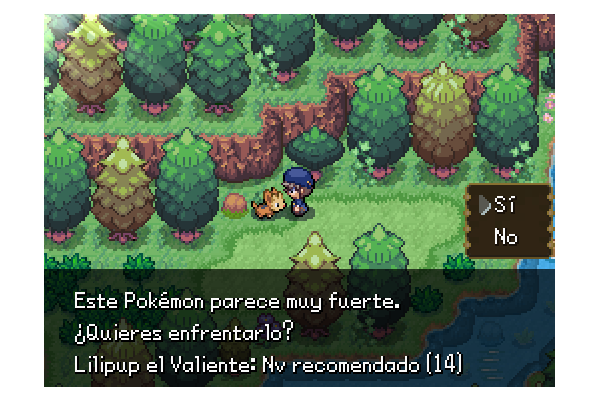 Sí
No
Este Pokémon parece muy fuerte.
¿Quieres enfrentarlo?
Lilipup el Valiente: Nv recomendado (14)